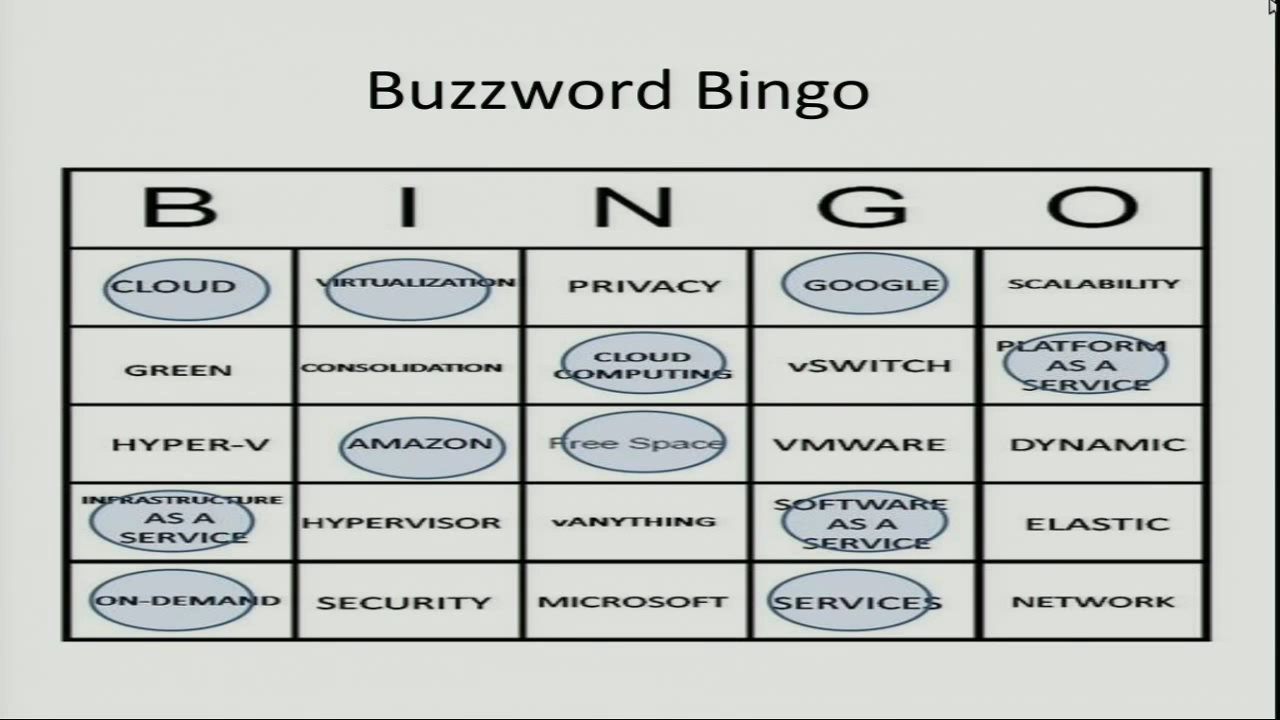 Buzzword Bingo
B I N G O
CLOUD VIRTUALIZATION PRIVACY GOOGLE SCALABILITY
GREEN CONSOLIDATION CLOUD COMPUTING vSWITCH PLATFORM AS A SERVICE
HYPER-V AMAZON Free Space VMWARE DYNAMIC
INFRASTRUCTURE AS A SERVICE HYPERVISOR vANYTHING SOFTWARE AS A SERVICE ELASTIC
ON-DEMAND SECURITY MICROSOFT SERVICES NETWORK